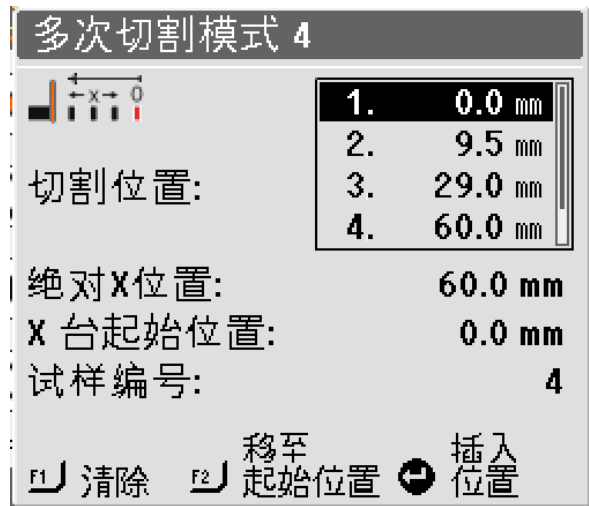 多次切割模式 4
←x→ 0
1. 0.0 mm
2. 9.5 mm
切割位置:
3. 29.0 mm
4. 60.0 mm
绝对X位置: 60.0 mm
X 台起始位置: 0.0 mm
试样编号: 4
F1 清除
F2 移至
起始位置
插入
位置